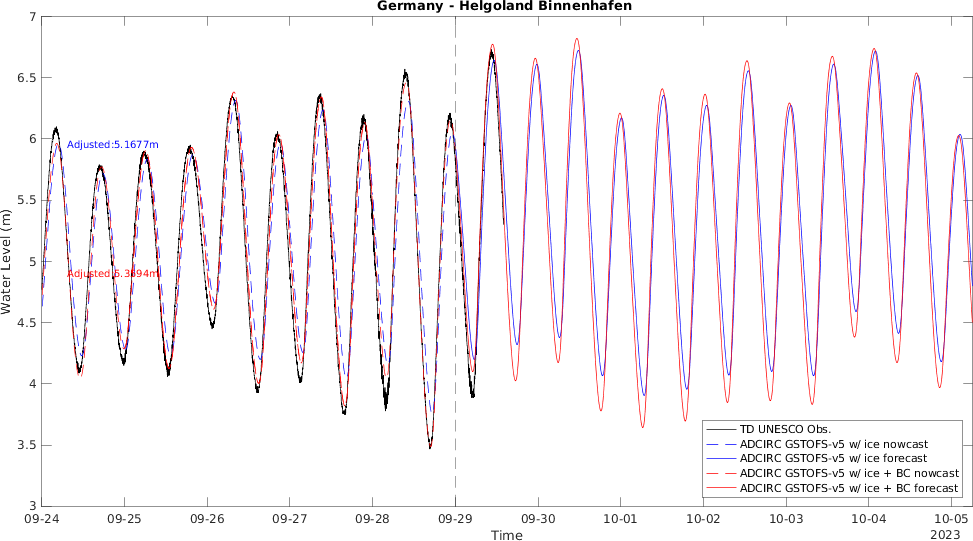 Germany - Helgoland Binnenhafen
7
6.5
6
5.5
5
4.5
4
3.5
3
Water Level (m)
Adjusted:5.1677m
TD UNESCO Obs.
ADCIRC GSTOFS-v5 w/ ice nowcast
ADCIRC GSTOFS-v5 w/ ice forecast
ADCIRC GSTOFS-v5 w/ ice + BC nowcast
ADCIRC GSTOFS-v5 w/ ice + BC forecast
09-24 09-25 09-26 09-27 09-28 09-29 09-30 10-01 10-02 10-03 10-04 10-05
Time
2023